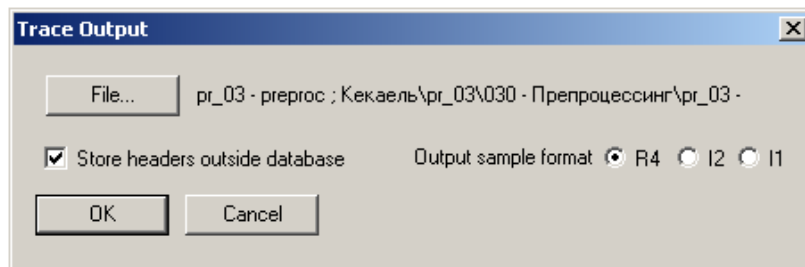 Trace Output
File... pr_03 - preproc ; Кекаель\pr_03\030 - Препроцессинг\pr_03 -
Store headers outside database Output sample format R4 I2 I1
OK Cancel